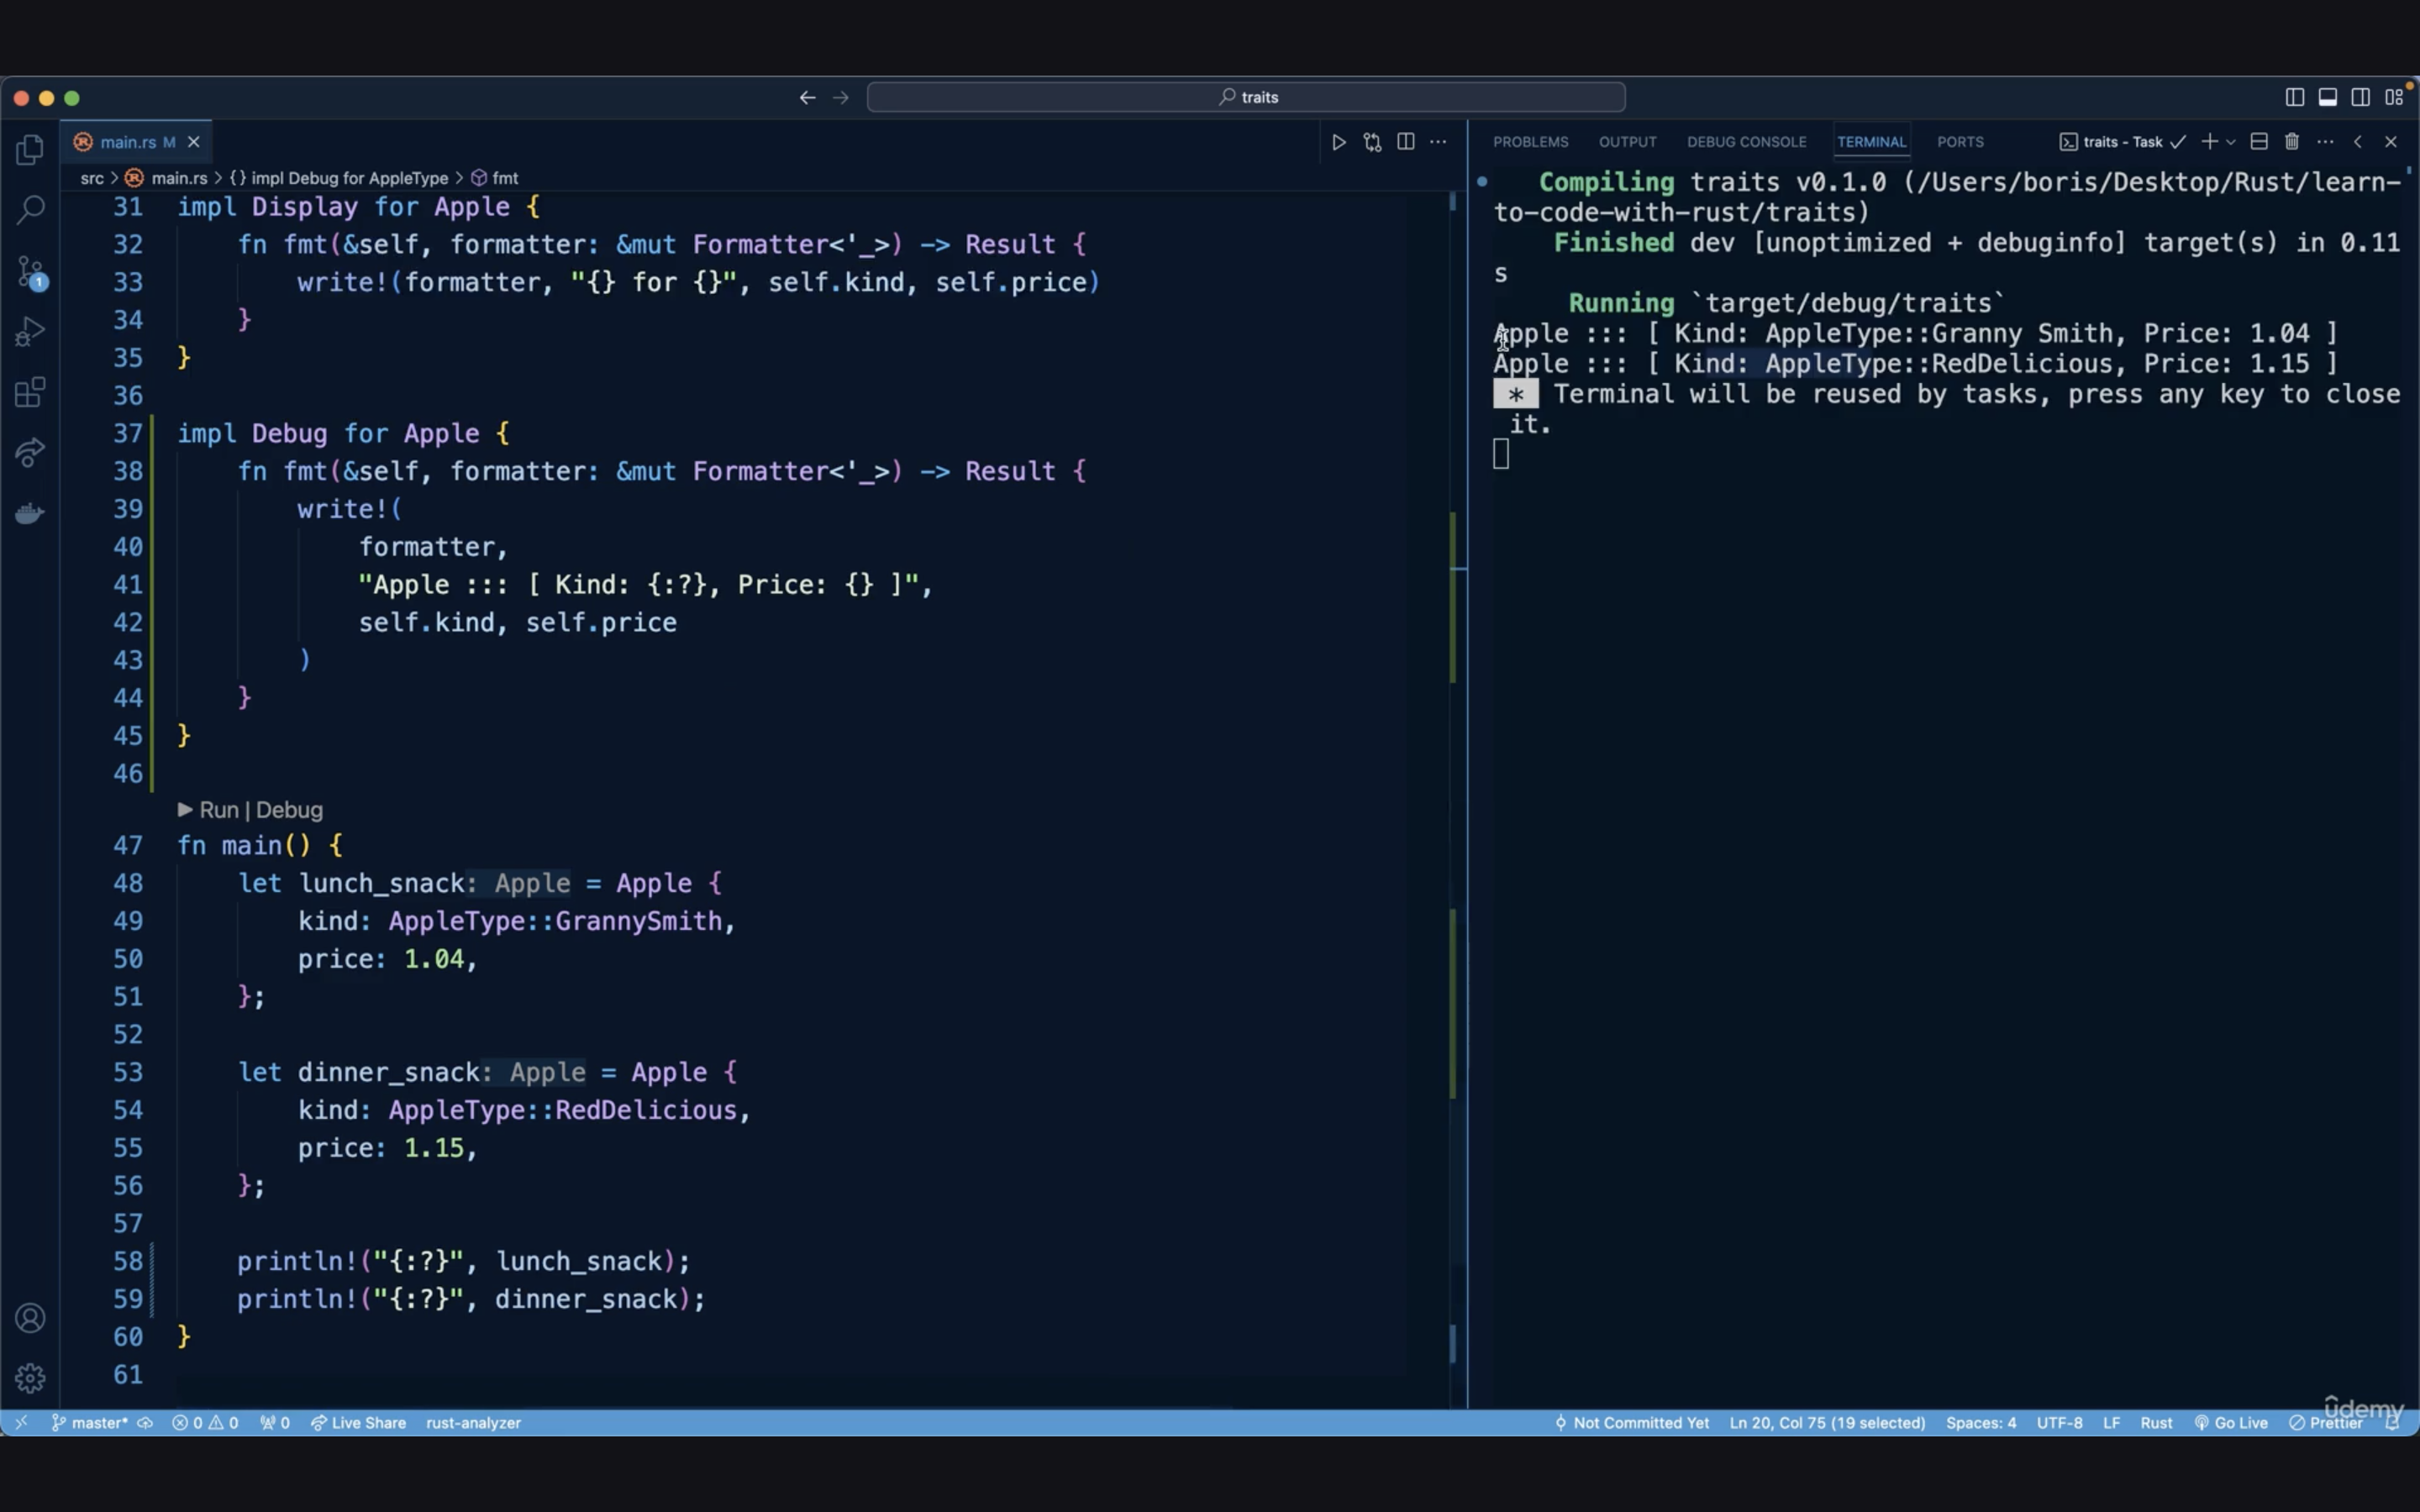 traits
main.rs M
PROBLEMS OUTPUT DEBUG CONSOLE TERMINAL PORTS traits - Task
src > main.rs > {} impl Debug for AppleType > fmt
31 impl Display for Apple {
32     fn fmt(&self, formatter: &mut Formatter<'_>) -> Result {
33         write!(formatter, "{} for {}", self.kind, self.price)
34     }
35 }
36
37 impl Debug for Apple {
38     fn fmt(&self, formatter: &mut Formatter<'_>) -> Result {
39         write!(
40             formatter,
41             "Apple ::: [ Kind: {:?}, Price: {} ]",
42             self.kind, self.price
43         )
44     }
45 }
46
Run | Debug
47 fn main() {
48     let lunch_snack: Apple = Apple {
49         kind: AppleType::GrannySmith,
50         price: 1.04,
51     };
52
53     let dinner_snack: Apple = Apple {
54         kind: AppleType::RedDelicious,
55         price: 1.15,
56     };
57
58     println!("{:?}", lunch_snack);
59     println!("{:?}", dinner_snack);
60 }
61
Compiling traits v0.1.0 (/Users/boris/Desktop/Rust/learn-
to-code-with-rust/traits)
Finished dev [unoptimized + debuginfo] target(s) in 0.11
s
Running `target/debug/traits`
Apple ::: [ Kind: AppleType::Granny Smith, Price: 1.04 ]
Apple ::: [ Kind: AppleType::RedDelicious, Price: 1.15 ]
* Terminal will be reused by tasks, press any key to close
it.
1
master* 0 0 0 Live Share rust-analyzer Not Committed Yet Ln 20, Col 75 (19 selected) Spaces: 4 UTF-8 LF Rust Go Live Prettier
ûdemy